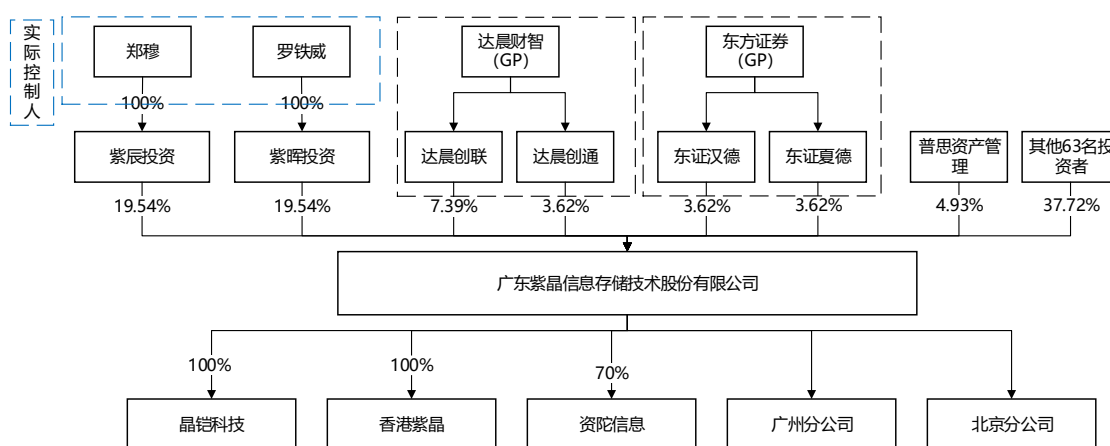 实际控制人
郑穆
罗铁威
达晨财智
(GP)
东方证券
(GP)
100%
100%
紫辰投资
紫晖投资
达晨创联
达晨创通
东证汉德
东证夏德
普思资产管
理
其他63名投
资者
19.54%
19.54%
7.39%
3.62%
3.62%
3.62%
4.93%
37.72%
广东紫晶信息存储技术股份有限公司
100%
100%
70%
晶铠科技
香港紫晶
资陀信息
广州分公司
北京分公司